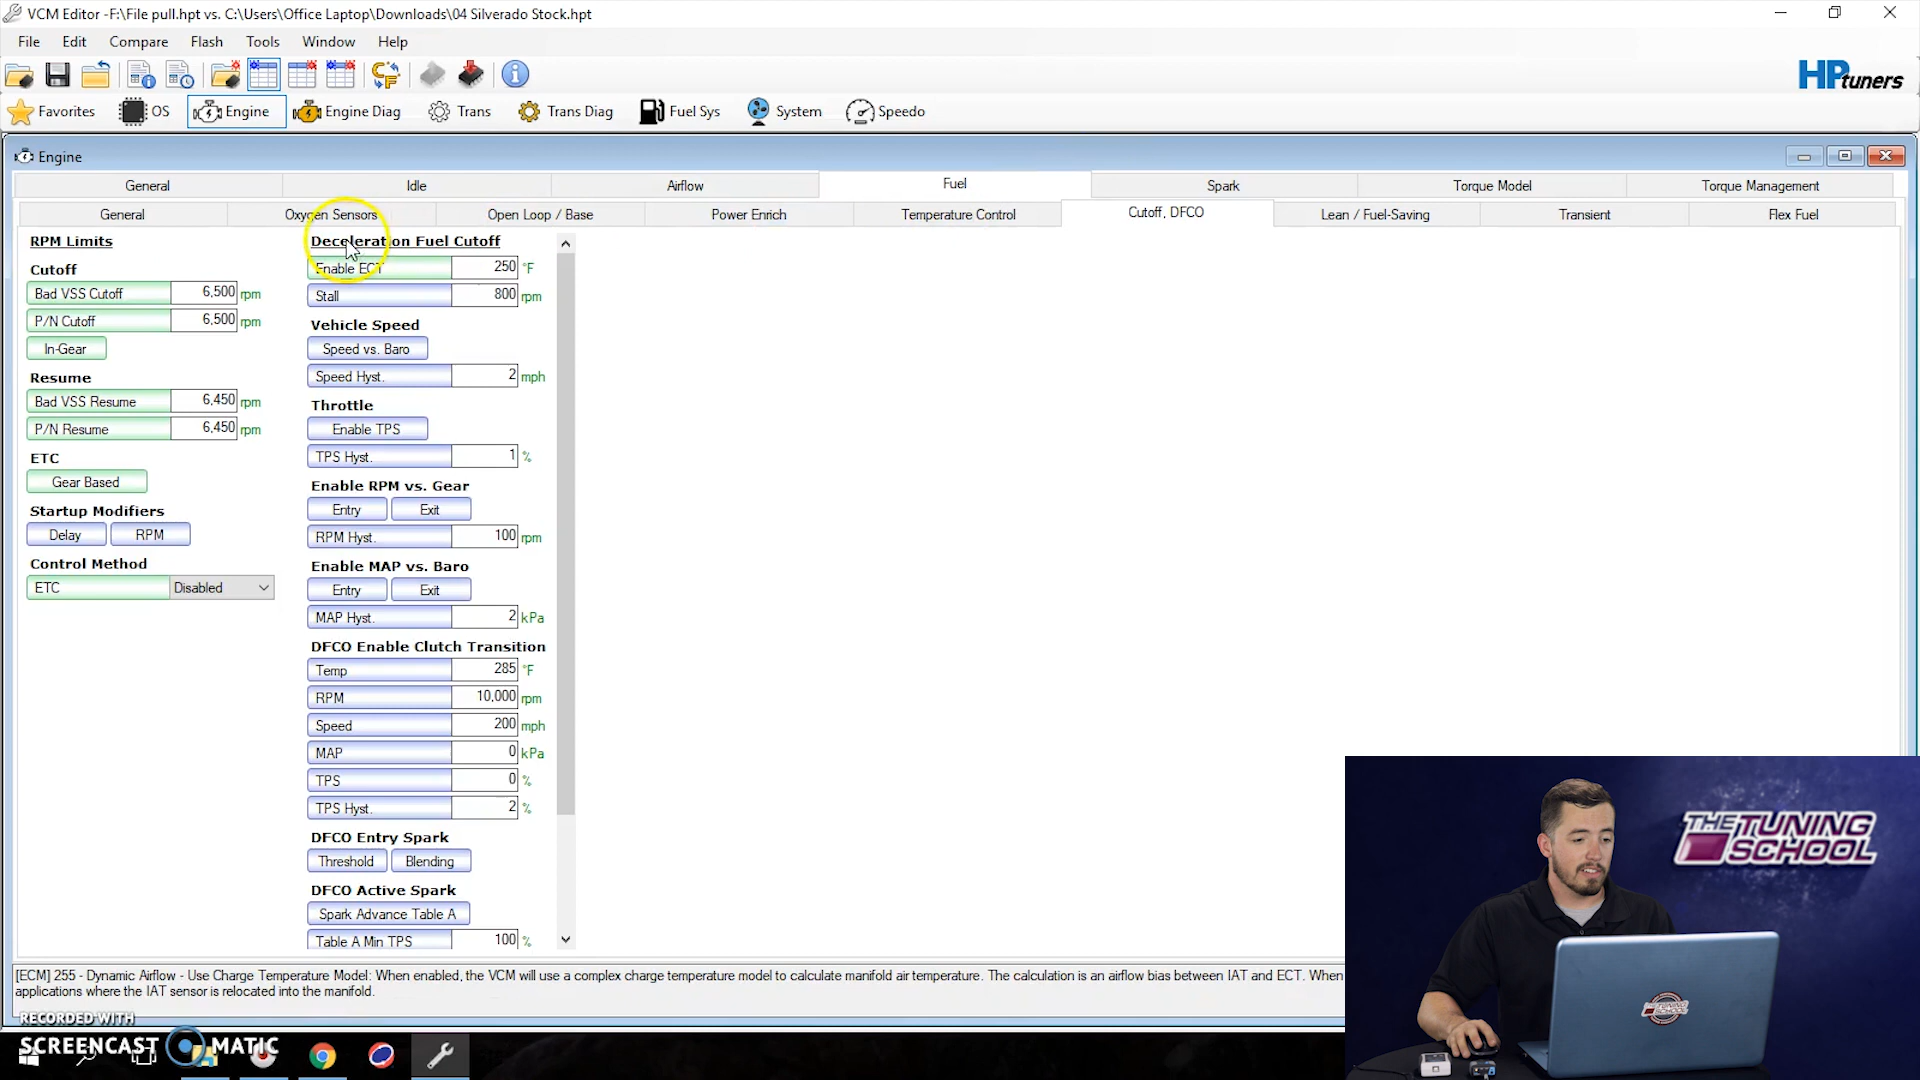 VCM Editor -F:\File pull.hpt vs. C:\Users\Office Laptop\Downloads\04 Silverado Stock.hpt
File Edit Compare Flash Tools Window Help
HPtuners
Favorites OS Engine Engine Diag Trans Trans Diag Fuel Sys System Speedo
Engine
General Idle Airflow Fuel Spark Torque Model Torque Management
General Oxygen Sensors Open Loop / Base Power Enrich Temperature Control Cutoff, DFCO Lean / Fuel-Saving Transient Flex Fuel
RPM Limits
Cutoff
Bad VSS Cutoff 6,500 rpm
P/N Cutoff 6,500 rpm
In-Gear
Resume
Bad VSS Resume 6,450 rpm
P/N Resume 6,450 rpm
ETC
Gear Based
Startup Modifiers
Delay RPM
Control Method
ETC Disabled
Deceleration Fuel Cutoff
Enable ECT 250 °F
Stall 800 rpm
Vehicle Speed
Speed vs. Baro
Speed Hyst. 2 mph
Throttle
Enable TPS
TPS Hyst. 1 %
Enable RPM vs. Gear
Entry Exit
RPM Hyst. 100 rpm
Enable MAP vs. Baro
Entry Exit
MAP Hyst. 2 kPa
DFCO Enable Clutch Transition
Temp 285 °F
RPM 10,000 rpm
Speed 200 mph
MAP 0 kPa
TPS 0 %
TPS Hyst. 2 %
DFCO Entry Spark
Threshold Blending
DFCO Active Spark
Spark Advance Table A
Table A Min TPS 100 %
[ECM] 255 - Dynamic Airflow - Use Charge Temperature Model: When enabled, the VCM will use a complex charge temperature model to calculate manifold air temperature. The calculation is an airflow bias between IAT and ECT. When
applications where the IAT sensor is relocated into the manifold.
RECORDED WITH
SCREENCAST MATIC
THE TUNING
SCHOOL
THE TUNING
SCHOOL